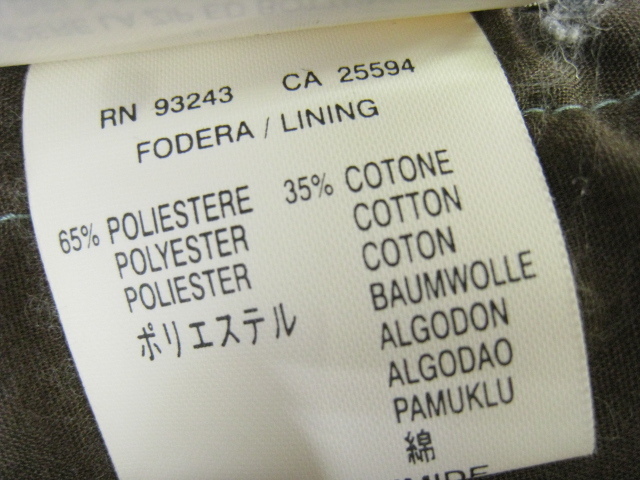 RN 93243 CA 25594
FODERA / LINING
65% POLIESTERE 35% COTONE
POLYESTER COTTON
POLIESTER COTON
ポリエステル BAUMWOLLE
ALGODON
ALGODAO
PAMUKLU
綿